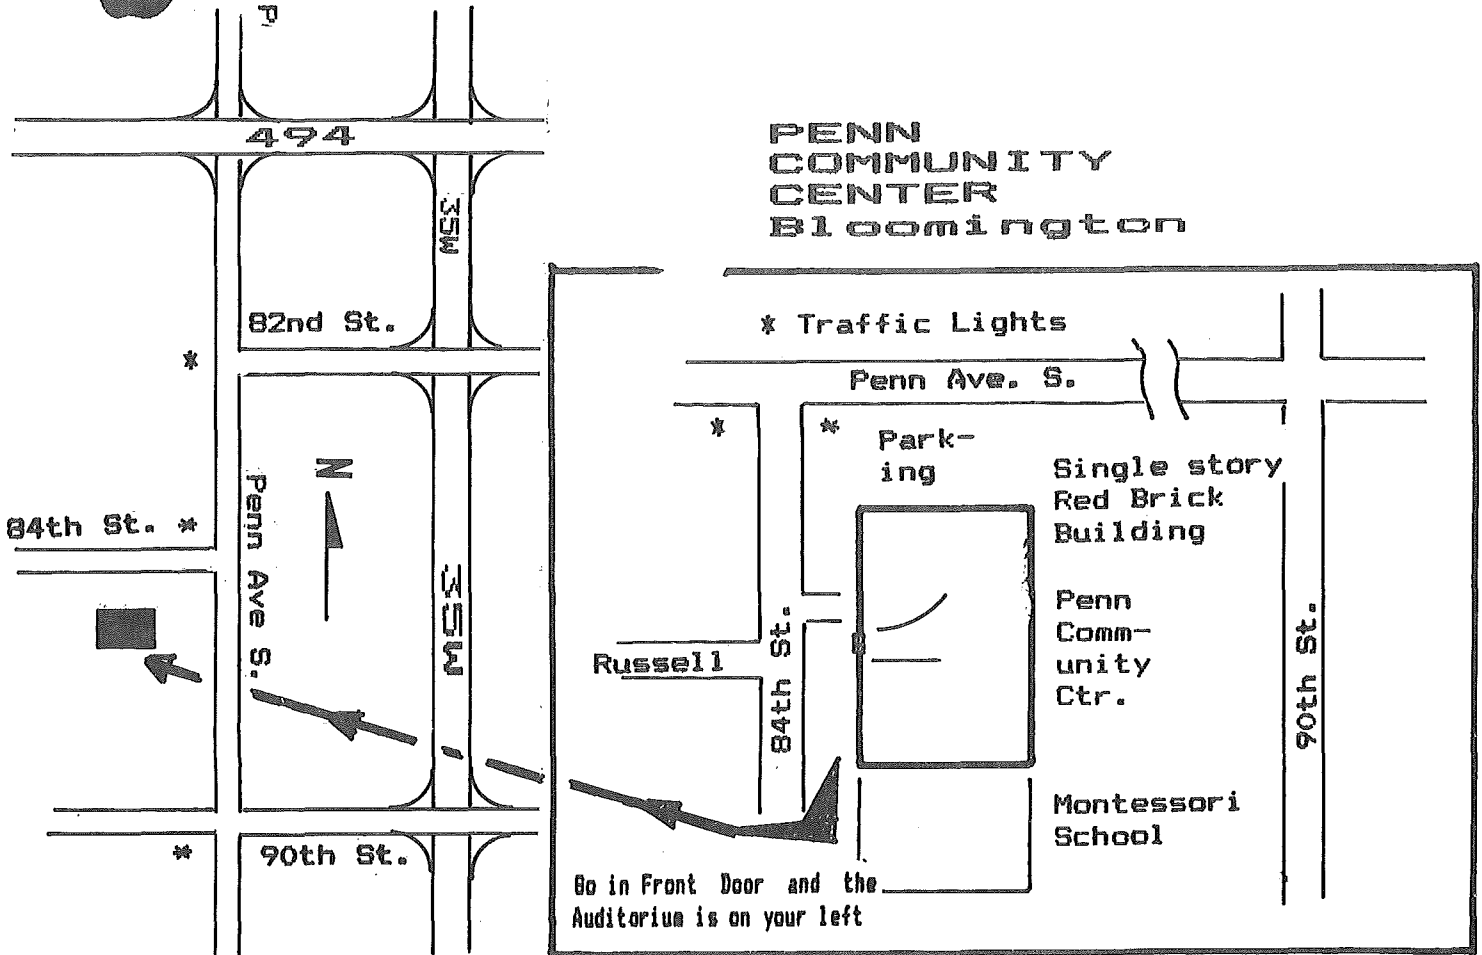 494
35W
82nd St.
84th St. *
*
N
Penn Ave S.
35W
*
90th St.
PENN
COMMUNITY
CENTER
Bloomington
* Traffic Lights
Penn Ave. S.
*
*
Park-
ing
Single story
Red Brick
Building
Penn
Comm-
unity
Ctr.
Russell
84th St.
90th St.
Montessori
School
Go in Front Door and the
Auditorium is on your left